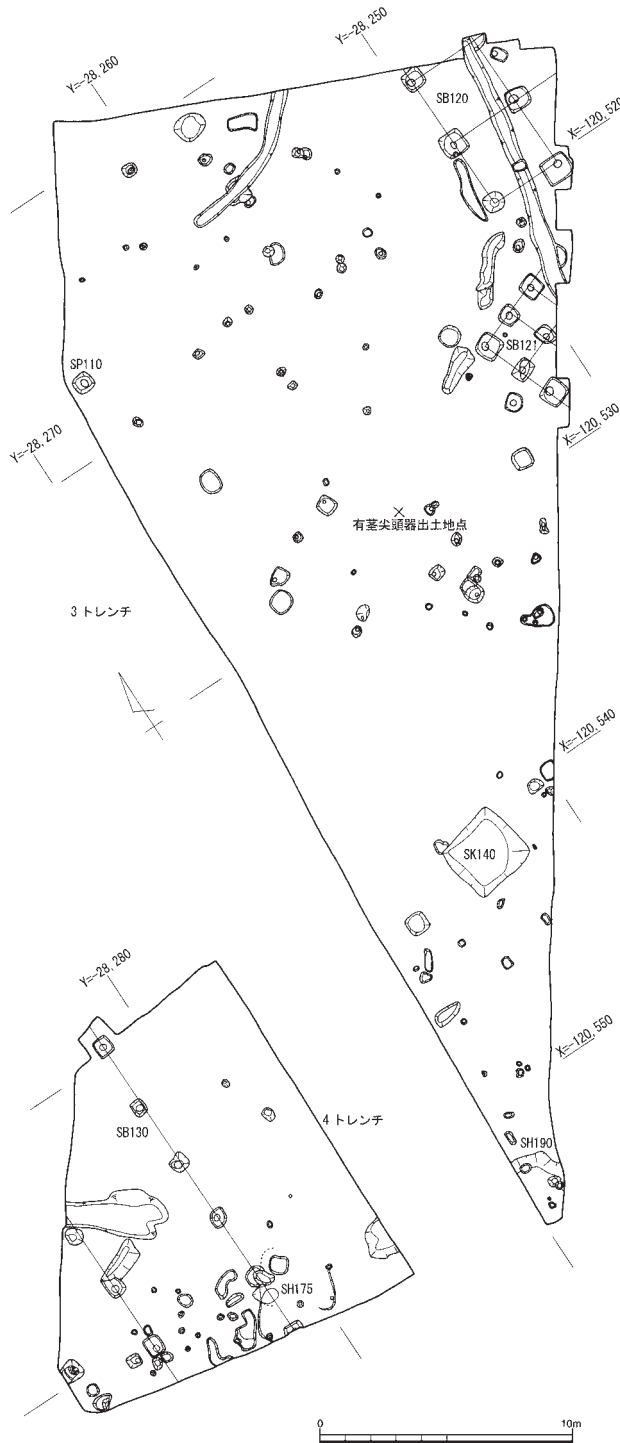 Y=-28,250
Y=-28,260
SB120
X=-120,520
SB121
SP110
X=-120,530
Y=-28,270
有茎尖頭器出土地点
3 トレンチ
X=-120,540
SK140
Y=-28,280
X=-120,550
4 トレンチ
SB130
SH190
SH175
0
10m